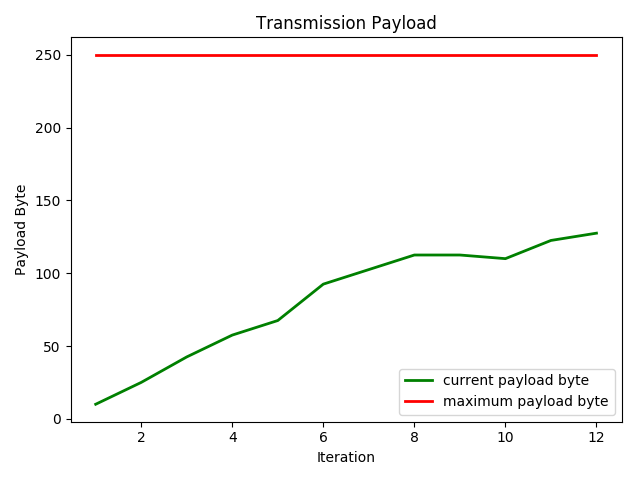 Transmission Payload
250
200
150
100
50
0
Payload Byte
current payload byte
maximum payload byte
2 4 6 8 10 12
Iteration